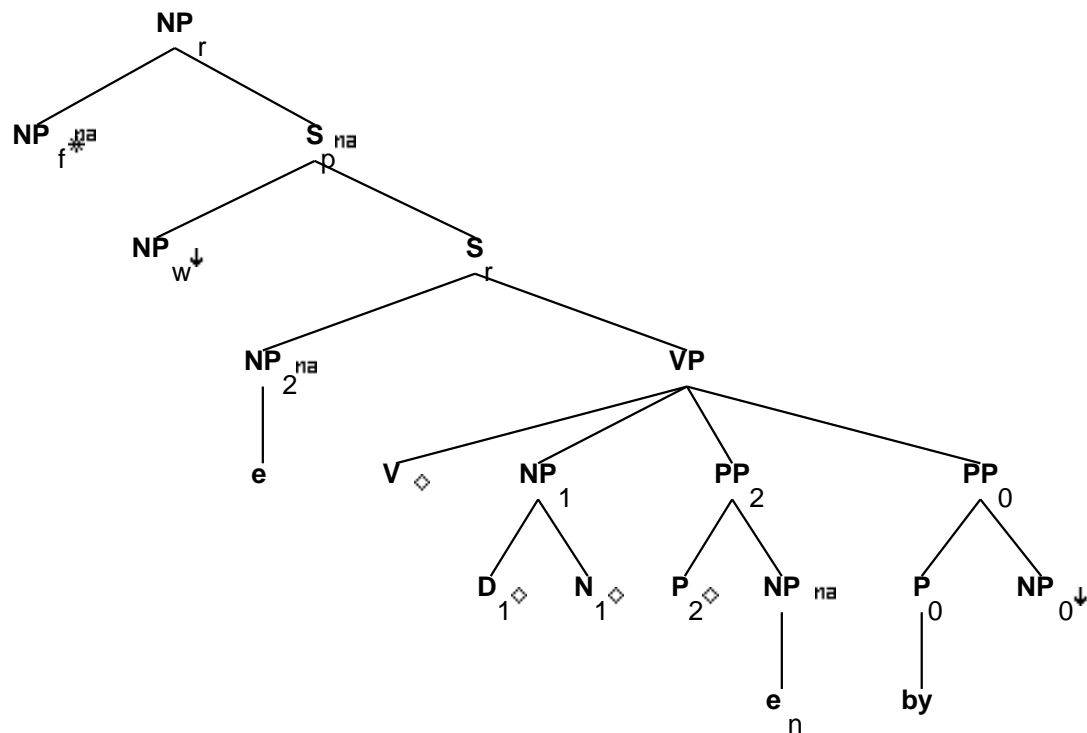 NP r
NP f * na S p na
NP w ↓ S r
NP 2 na VP
e V ◇ NP 1 PP 2 PP 0
D 1 ◇ N 1 ◇ P 2 ◇ NP na P 0 NP 0 ↓
e n by